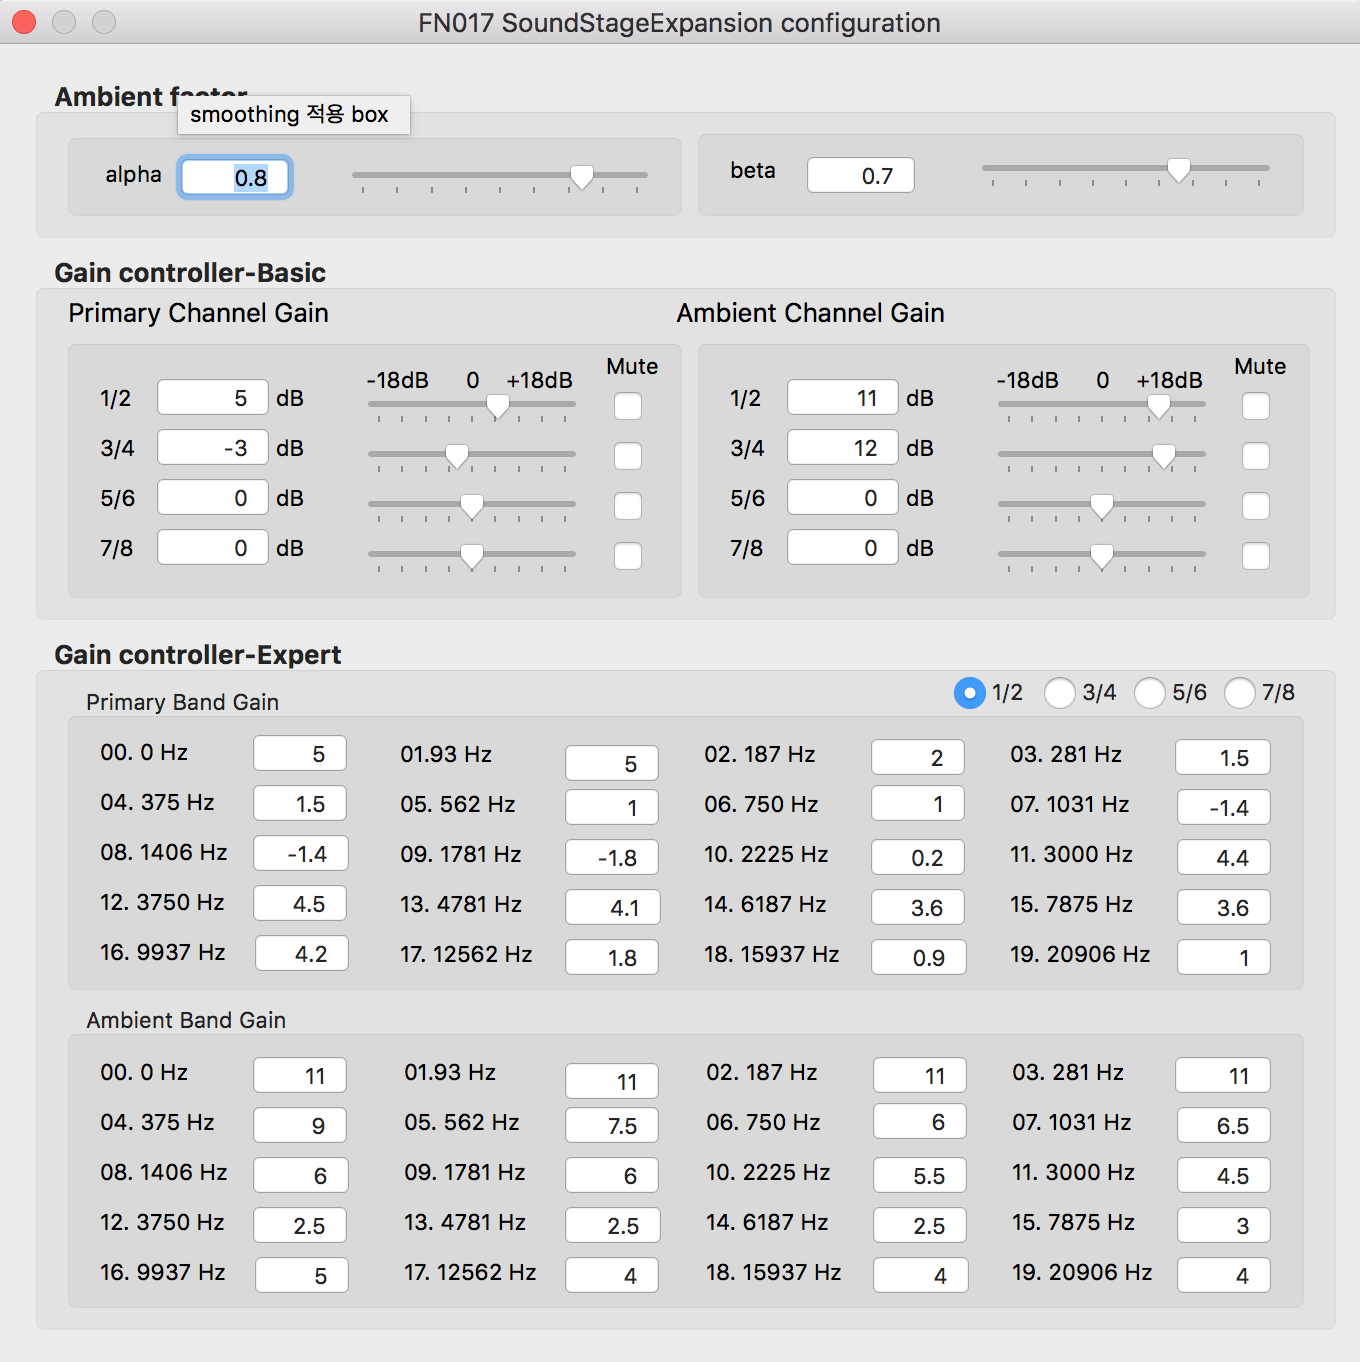 FN017 SoundStageExpansion configuration
Ambient factor
smoothing 적용 box
alpha 0.8 beta 0.7
Gain controller-Basic
Primary Channel Gain Ambient Channel Gain
-18dB 0 +18dB Mute -18dB 0 +18dB Mute
1/2 5 dB 1/2 11 dB
3/4 -3 dB 3/4 12 dB
5/6 0 dB 5/6 0 dB
7/8 0 dB 7/8 0 dB
Gain controller-Expert
Primary Band Gain 1/2 3/4 5/6 7/8
00. 0 Hz 5 01.93 Hz 5 02. 187 Hz 2 03. 281 Hz 1.5
04. 375 Hz 1.5 05. 562 Hz 1 06. 750 Hz 1 07. 1031 Hz -1.4
08. 1406 Hz -1.4 09. 1781 Hz -1.8 10. 2225 Hz 0.2 11. 3000 Hz 4.4
12. 3750 Hz 4.5 13. 4781 Hz 4.1 14. 6187 Hz 3.6 15. 7875 Hz 3.6
16. 9937 Hz 4.2 17. 12562 Hz 1.8 18. 15937 Hz 0.9 19. 20906 Hz 1
Ambient Band Gain
00. 0 Hz 11 01.93 Hz 11 02. 187 Hz 11 03. 281 Hz 11
04. 375 Hz 9 05. 562 Hz 7.5 06. 750 Hz 6 07. 1031 Hz 6.5
08. 1406 Hz 6 09. 1781 Hz 6 10. 2225 Hz 5.5 11. 3000 Hz 4.5
12. 3750 Hz 2.5 13. 4781 Hz 2.5 14. 6187 Hz 2.5 15. 7875 Hz 3
16. 9937 Hz 5 17. 12562 Hz 4 18. 15937 Hz 4 19. 20906 Hz 4